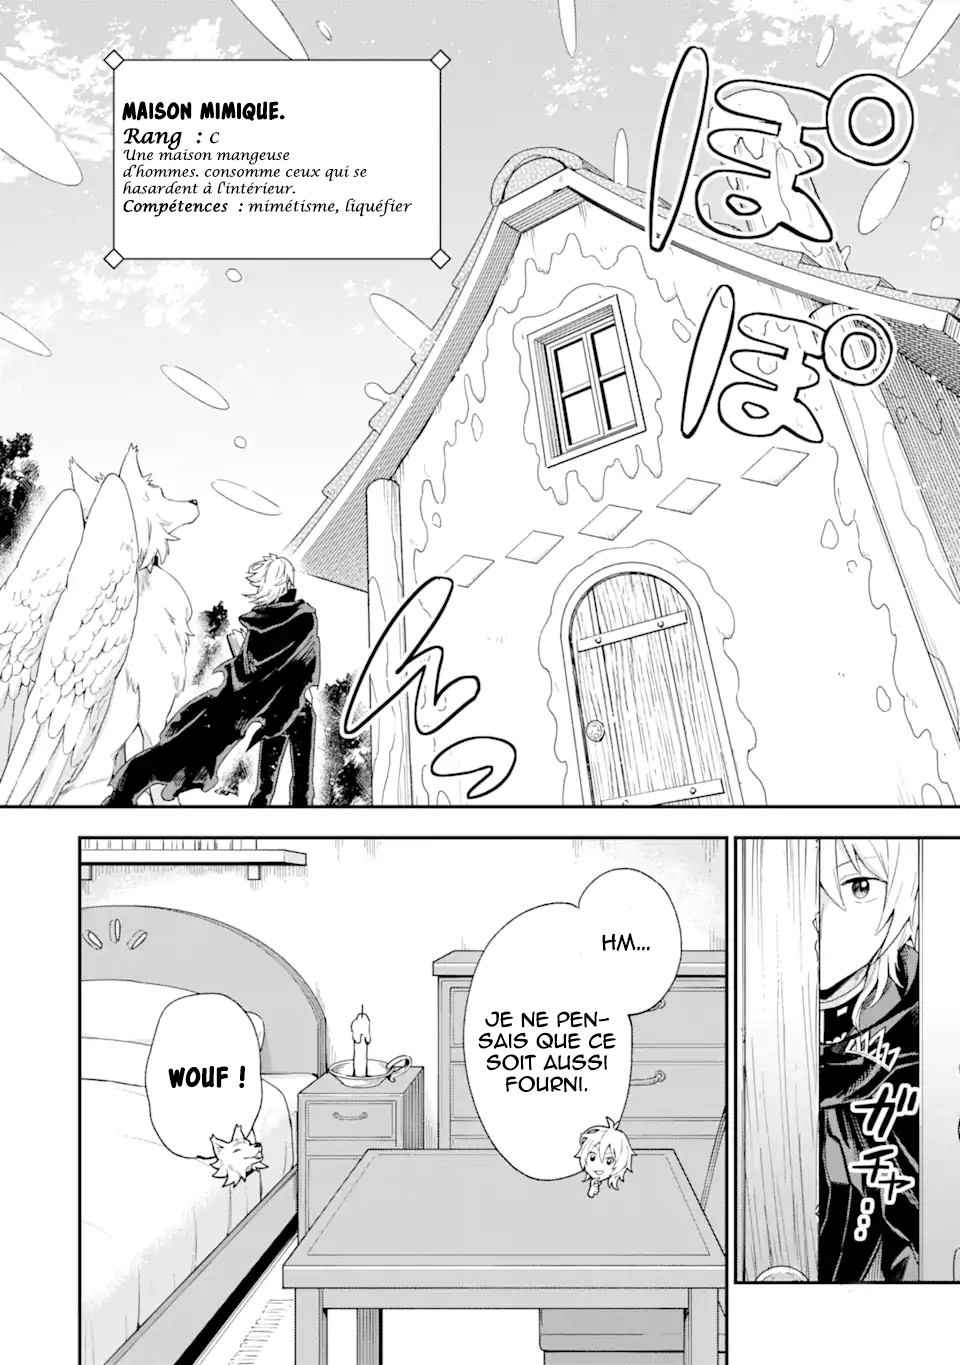 MAISON MIMIQUE.
Rang : C
Une maison mangeuse
d'hommes. consomme ceux qui se
hasardent à l'intérieur.
Compétences : mimétisme, liquéfier
ぽ
ぽ
ん
ガチャ…
HM...
JE NE PEN-
SAIS QUE CE
SOIT AUSSI
FOURNI.
WOUF !